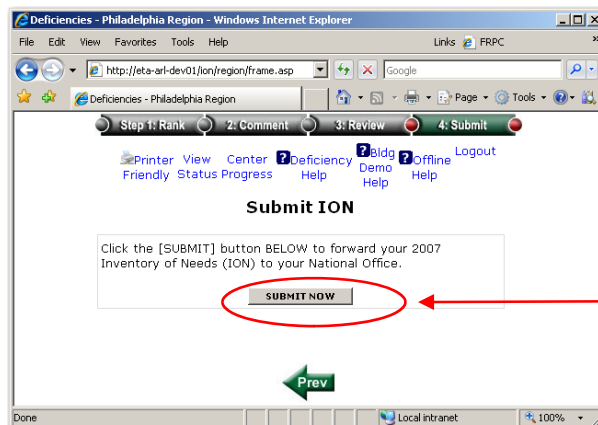 Deficiencies - Philadelphia Region - Windows Internet Explorer
File Edit View Favorites Tools Help Links FRPC »
http://eta-arl-dev01/ion/region/frame.asp Google
Deficiencies - Philadelphia Region Page Tools
Step 1: Rank 2: Comment 3: Review 4: Submit
Printer Friendly
View Status
Center Progress
? Deficiency Help
? Bldg Demo Help
? Offline Help
Logout
Submit ION
Click the [SUBMIT] button BELOW to forward your 2007
Inventory of Needs (ION) to your National Office.
SUBMIT NOW
Prev
Done Local intranet 100%